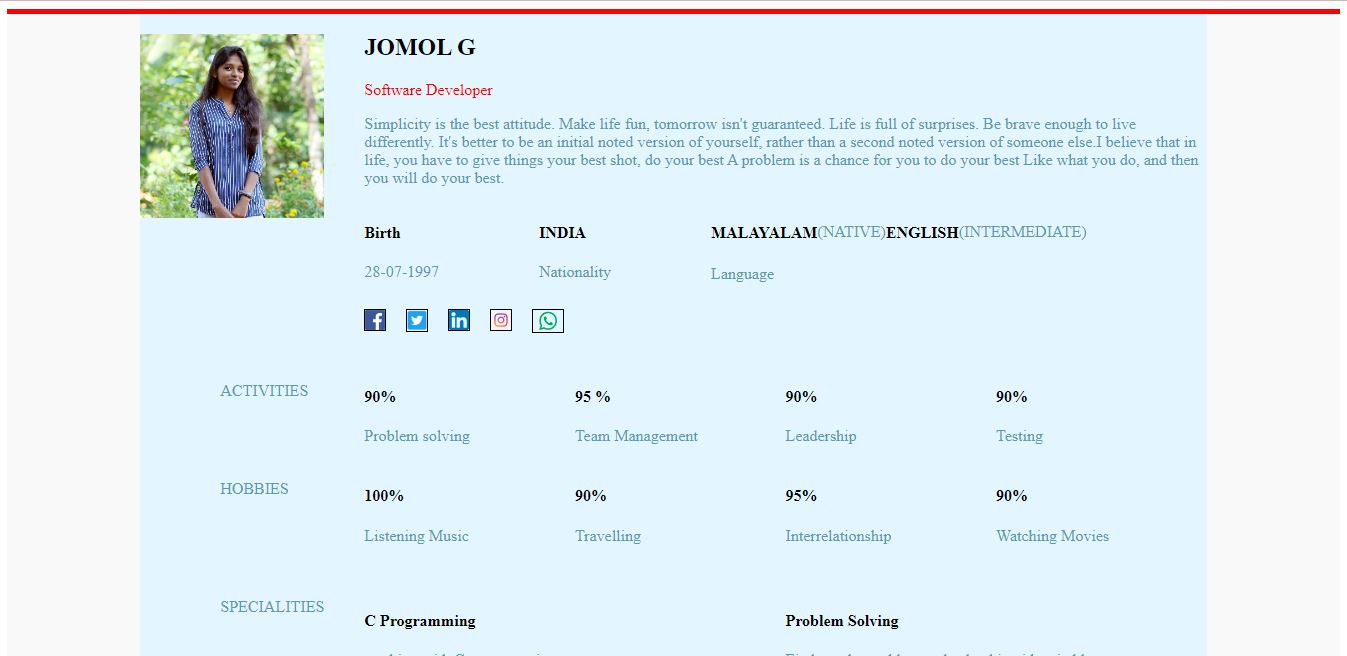 JOMOL G
Software Developer
Simplicity is the best attitude. Make life fun, tomorrow isn't guaranteed. Life is full of surprises. Be brave enough to live
differently. It's better to be an initial noted version of yourself, rather than a second noted version of someone else.I believe that in
life, you have to give things your best shot, do your best A problem is a chance for you to do your best Like what you do, and then
you will do your best.
Birth INDIA MALAYALAM(NATIVE)ENGLISH(INTERMEDIATE)
28-07-1997 Nationality Language
ACTIVITIES 90% 95 % 90% 90%
Problem solving Team Management Leadership Testing
HOBBIES 100% 90% 95% 90%
Listening Music Travelling Interrelationship Watching Movies
SPECIALITIES C Programming Problem Solving